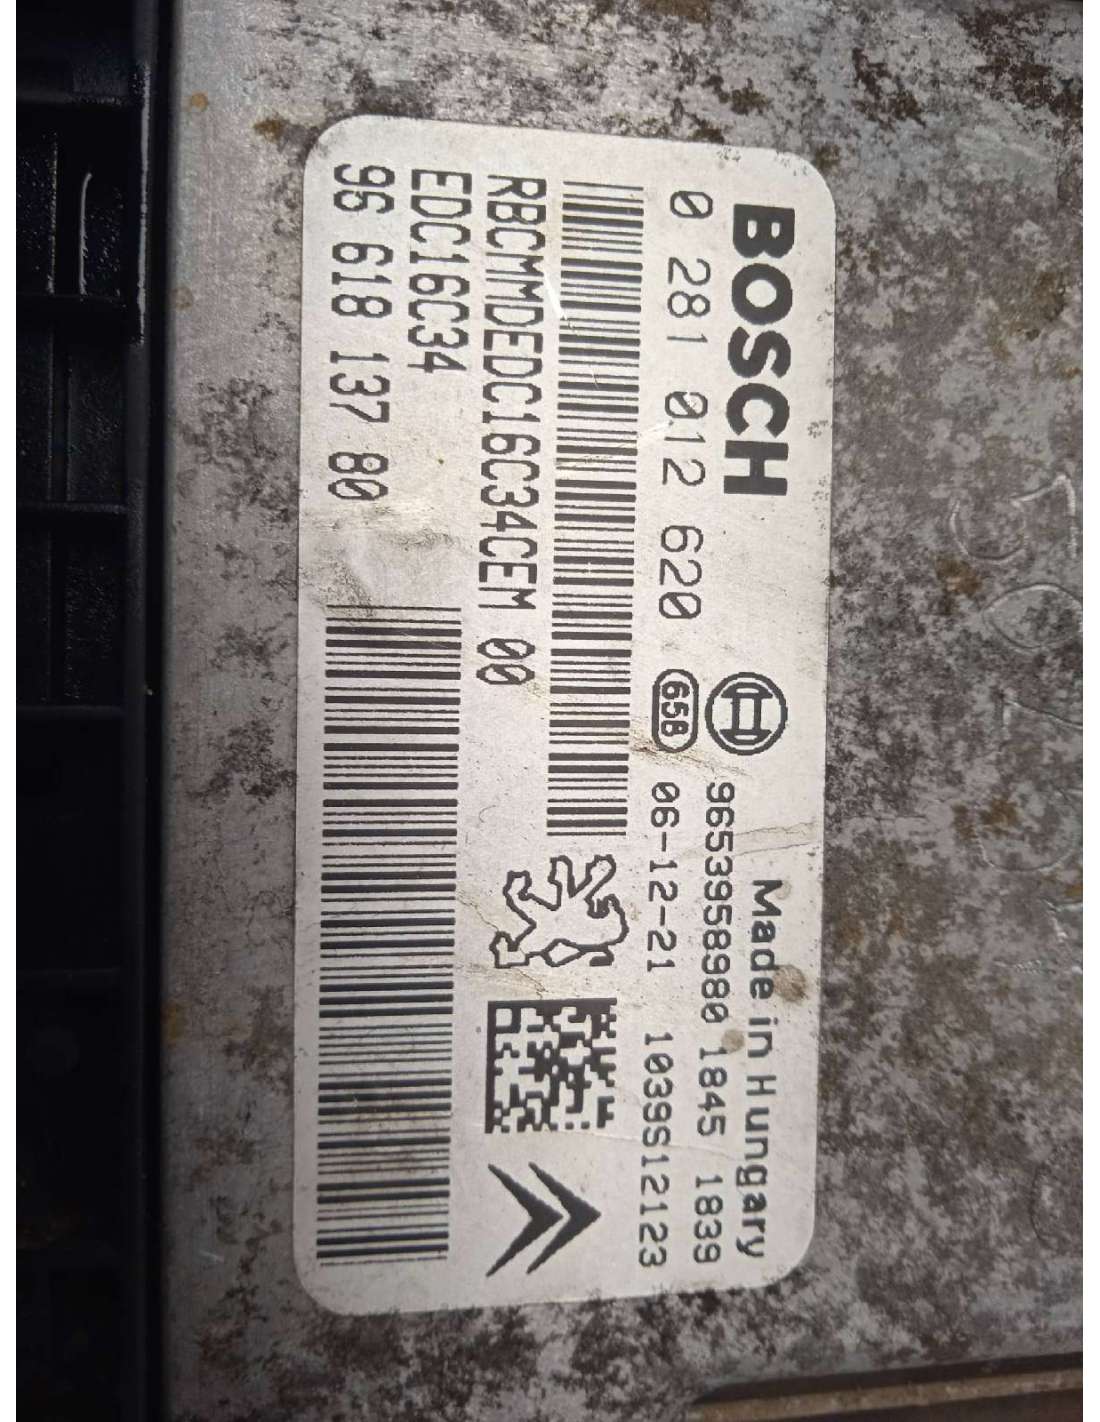 BOSCH
Made in Hungary
9653958980 1845 1839
0 281 012 620 65B 06-12-21 1039S12123
RBCMMDEDC16C34CEM 00
EDC16C34
96 618 137 80